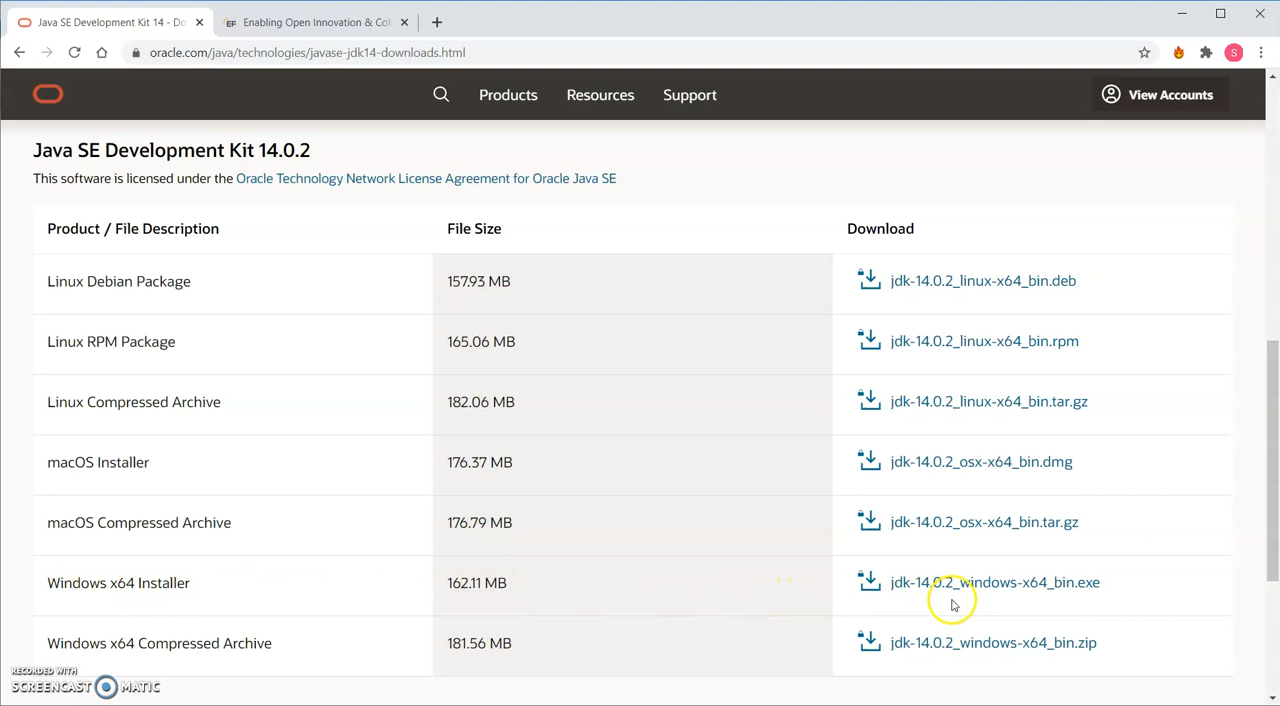 Java SE Development Kit 14 - Do
EF Enabling Open Innovation & Col
oracle.com/java/technologies/javase-jdk14-downloads.html
S
Products Resources Support View Accounts
Java SE Development Kit 14.0.2
This software is licensed under the Oracle Technology Network License Agreement for Oracle Java SE
Product / File Description File Size Download
Linux Debian Package 157.93 MB jdk-14.0.2_linux-x64_bin.deb
Linux RPM Package 165.06 MB jdk-14.0.2_linux-x64_bin.rpm
Linux Compressed Archive 182.06 MB jdk-14.0.2_linux-x64_bin.tar.gz
macOS Installer 176.37 MB jdk-14.0.2_osx-x64_bin.dmg
macOS Compressed Archive 176.79 MB jdk-14.0.2_osx-x64_bin.tar.gz
Windows x64 Installer 162.11 MB jdk-14.0.2_windows-x64_bin.exe
Windows x64 Compressed Archive 181.56 MB jdk-14.0.2_windows-x64_bin.zip
RECORDED WITH
SCREENCAST MATIC